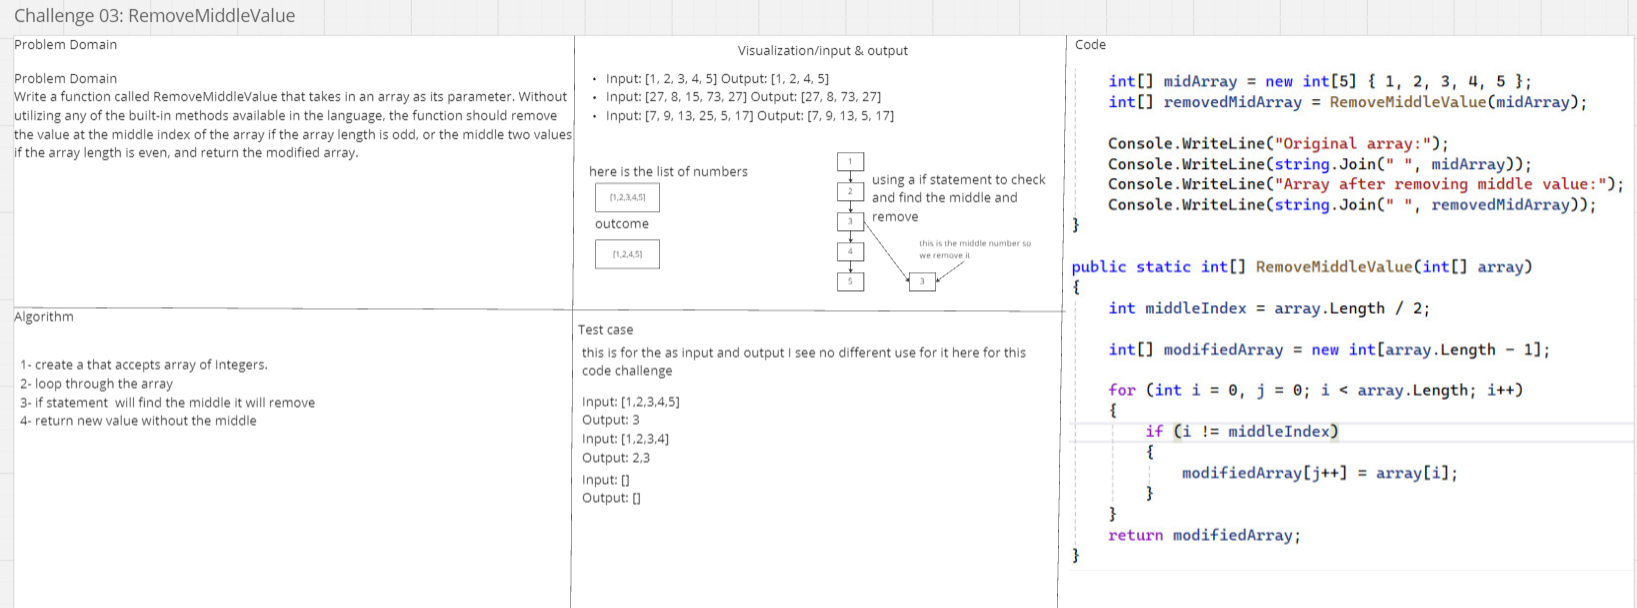 Challenge 03: RemoveMiddleValue
Problem Domain
Problem Domain
Write a function called RemoveMiddleValue that takes in an array as its parameter. Without
utilizing any of the built-in methods available in the language, the function should remove
the value at the middle index of the array if the array length is odd, or the middle two values
if the array length is even, and return the modified array.
Visualization/input & output
• Input: [1, 2, 3, 4, 5] Output: [1, 2, 4, 5]
• Input: [27, 8, 15, 73, 27] Output: [27, 8, 73, 27]
• Input: [7, 9, 13, 25, 5, 17] Output: [7, 9, 13, 5, 17]
here is the list of numbers
[1,2,3,4,5]
outcome
[1,2,4,5]
1
2
3
4
5
using a if statement to check
and find the middle and
remove
this is the middle number so
we remove it
3
Algorithm
1- create a that accepts array of Integers.
2- loop through the array
3- if statement  will find the middle it will remove
4- return new value without the middle
Test case
this is for the as input and output I see no different use for it here for this
code challenge
Input: [1,2,3,4,5]
Output: 3
Input: [1,2,3,4]
Output: 2,3
Input: []
Output: []
Code
int[] midArray = new int[5] { 1, 2, 3, 4, 5 };
int[] removedMidArray = RemoveMiddleValue(midArray);
Console.WriteLine("Original array:");
Console.WriteLine(string.Join(" ", midArray));
Console.WriteLine("Array after removing middle value:");
Console.WriteLine(string.Join(" ", removedMidArray));
}
public static int[] RemoveMiddleValue(int[] array)
{
int middleIndex = array.Length / 2;
int[] modifiedArray = new int[array.Length - 1];
for (int i = 0, j = 0; i < array.Length; i++)
{
if (i != middleIndex)
{
modifiedArray[j++] = array[i];
}
}
return modifiedArray;
}